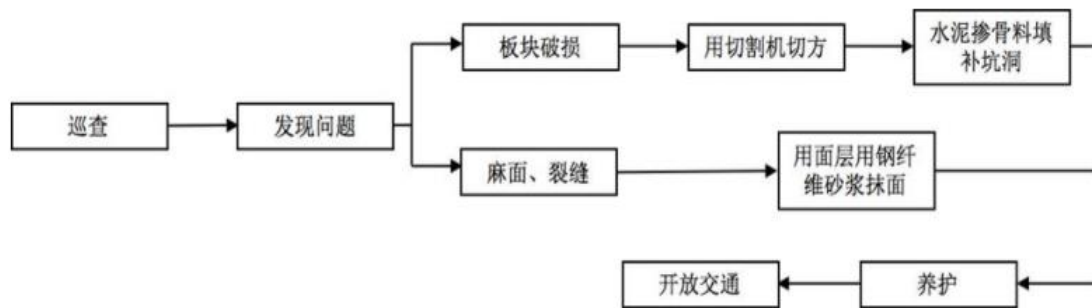 板块破损
用切割机切方
水泥掺骨料填
补坑洞
巡查
发现问题
麻面、裂缝
用面层用钢纤
维砂浆抹面
开放交通
养护